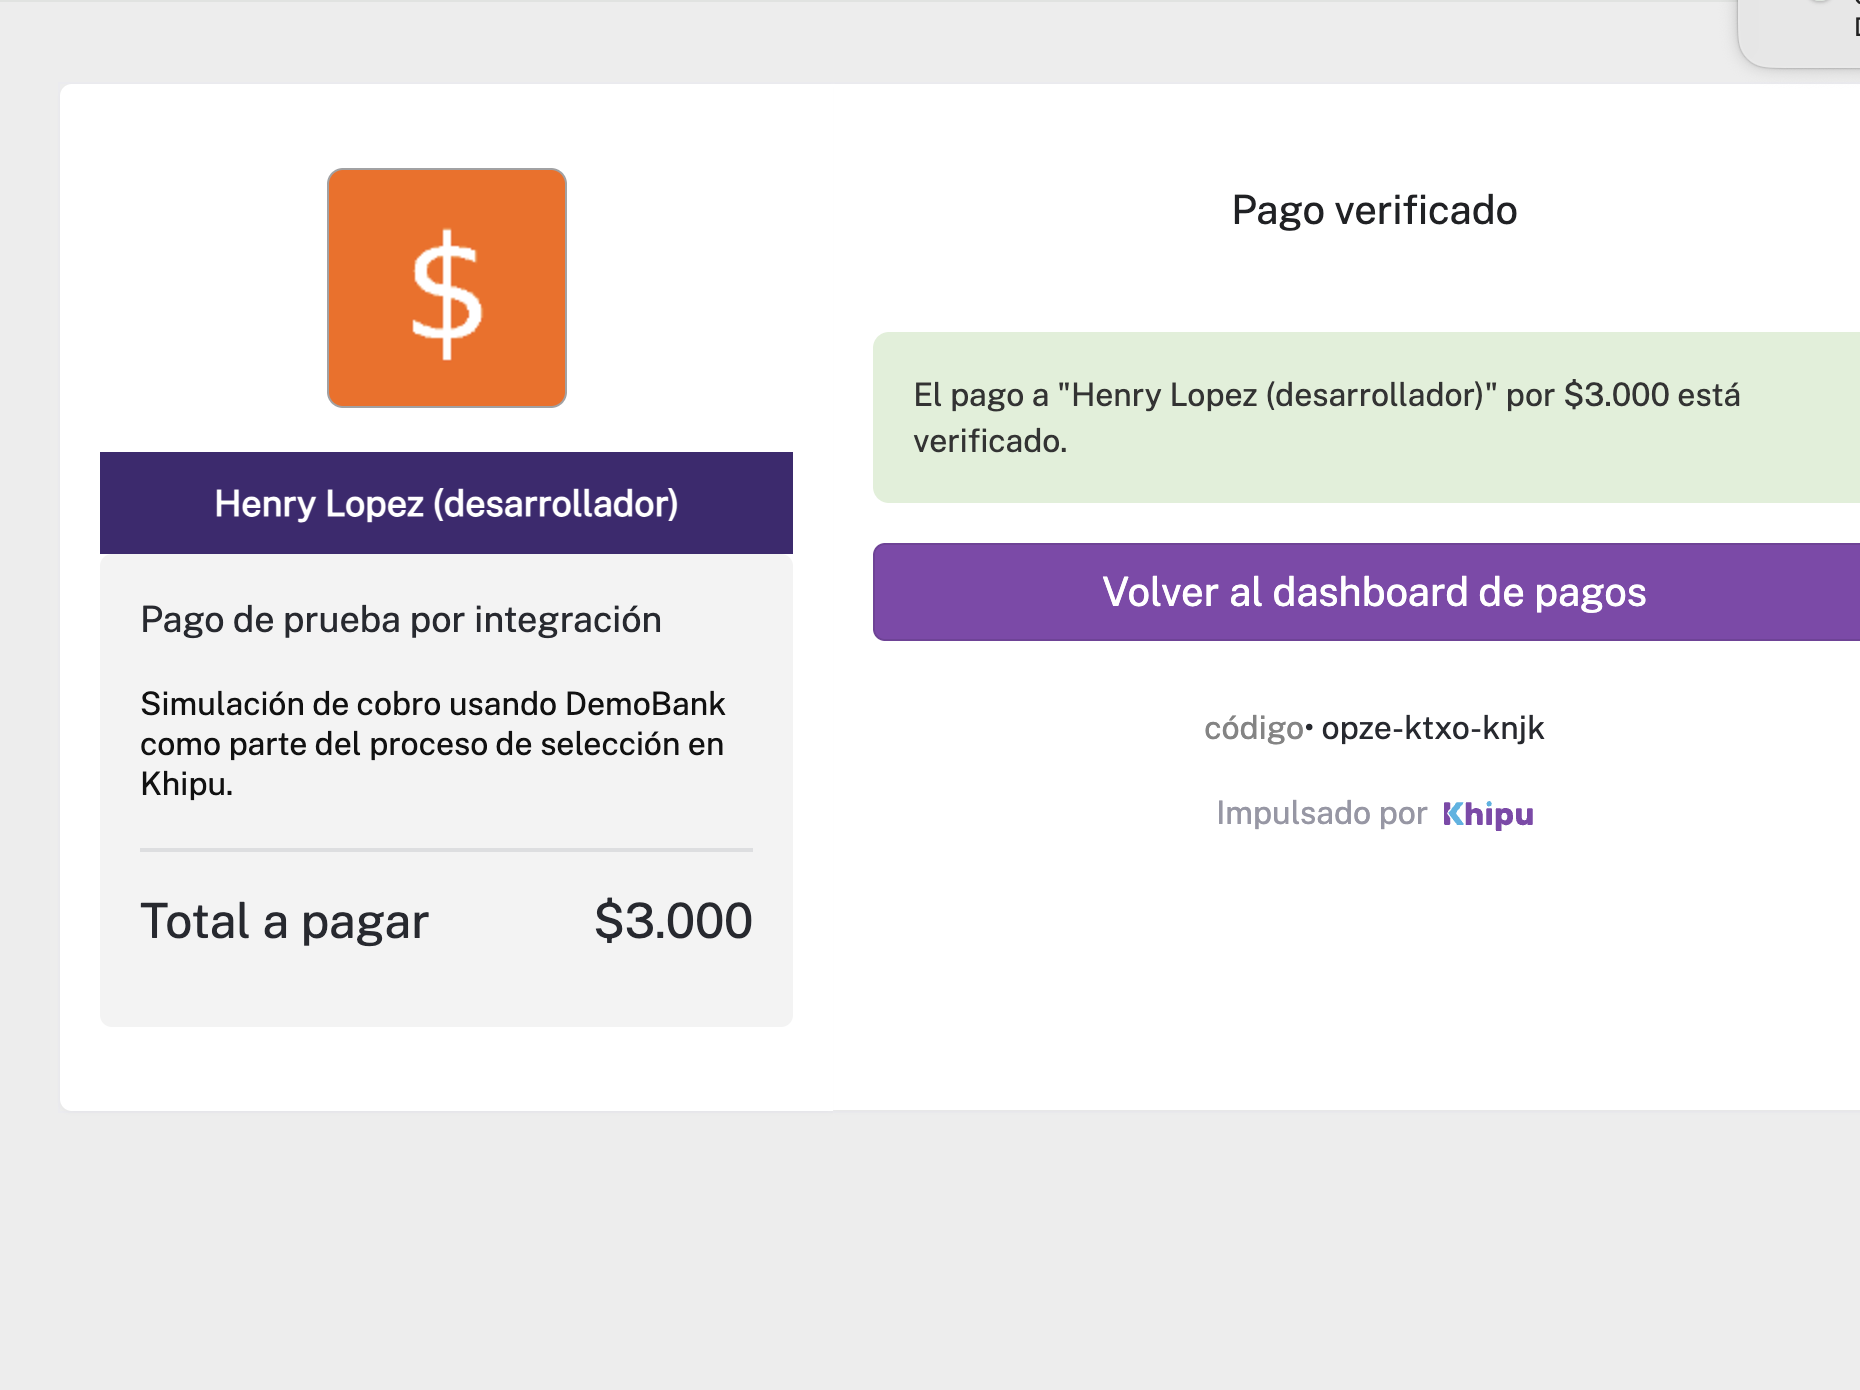 $
Henry Lopez (desarrollador)
Pago de prueba por integración
Simulación de cobro usando DemoBank
como parte del proceso de selección en
Khipu.
Total a pagar $3.000
Pago verificado
El pago a "Henry Lopez (desarrollador)" por $3.000 está
verificado.
Volver al dashboard de pagos
código• opze-ktxo-knjk
Impulsado por Khipu